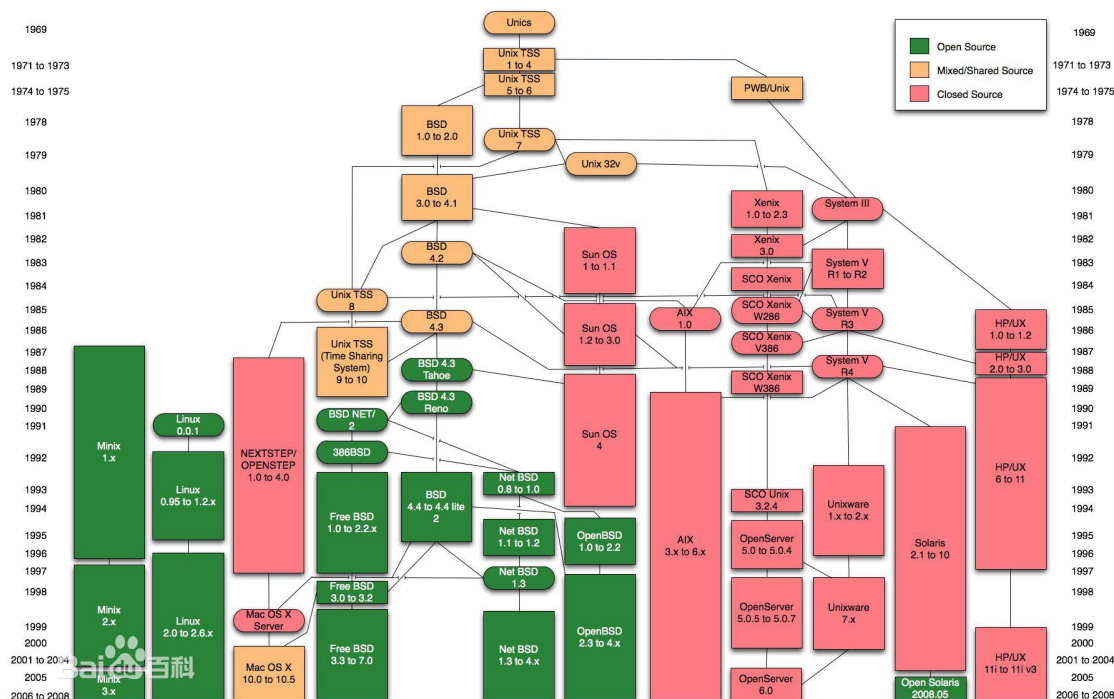 1969
1971 to 1973
1974 to 1975
1978
1979
1980
1981
1982
1983
1984
1985
1986
1987
1988
1989
1990
1991
1992
1993
1994
1995
1996
1997
1998
1999
2000
2001 to 2004
2005
2006 to 2008
Unics
Unix TSS
1 to 4
Unix TSS
5 to 6
PWB/Unix
BSD
1.0 to 2.0
Unix TSS
7
Unix 32v
BSD
3.0 to 4.1
Xenix
1.0 to 2.3
System III
Xenix
3.0
BSD
4.2
Sun OS
1 to 1.1
System V
R1 to R2
SCO Xenix
Unix TSS
8
SCO Xenix
W286
BSD
4.3
AIX
1.0
System V
R3
Sun OS
1.2 to 3.0
HP/UX
1.0 to 1.2
Unix TSS
(Time Sharing
System)
9 to 10
SCO Xenix
V386
HP/UX
2.0 to 3.0
BSD 4.3
Tahoe
System V
R4
SCO Xenix
W386
BSD 4.3
Reno
BSD NET/
2
Linux
0.0.1
Sun OS
4
Minix
1.x
NEXTSTEP/
OPENSTEP
1.0 to 4.0
386BSD
HP/UX
6 to 11
Linux
0.95 to 1.2.x
Net BSD
0.8 to 1.0
BSD
4.4 to 4.4 lite
2
SCO Unix
3.2.4
Unixware
1.x to 2.x
Free BSD
1.0 to 2.2.x
Net BSD
1.1 to 1.2
OpenBSD
1.0 to 2.2
OpenServer
5.0 to 5.0.4
AIX
3.x to 6.x
Solaris
2.1 to 10
Net BSD
1.3
Free BSD
3.0 to 3.2
Minix
2.x
Linux
2.0 to 2.6.x
Mac OS X
Server
OpenServer
5.0.5 to 5.0.7
Unixware
7.x
OpenBSD
2.3 to 4.x
Free BSD
3.3 to 7.0
Net BSD
1.3 to 4.x
Mac OS X
10.0 to 10.5
HP/UX
11i to 11i v3
Minix
3.x
OpenServer
6.0
Open Solaris
2008.05
Open Source
Mixed/Shared Source
Closed Source
1969
1971 to 1973
1974 to 1975
1978
1979
1980
1981
1982
1983
1984
1985
1986
1987
1988
1989
1990
1991
1992
1993
1994
1995
1996
1997
1998
1999
2000
2001 to 2004
2005
2006 to 2008
Baidu百科